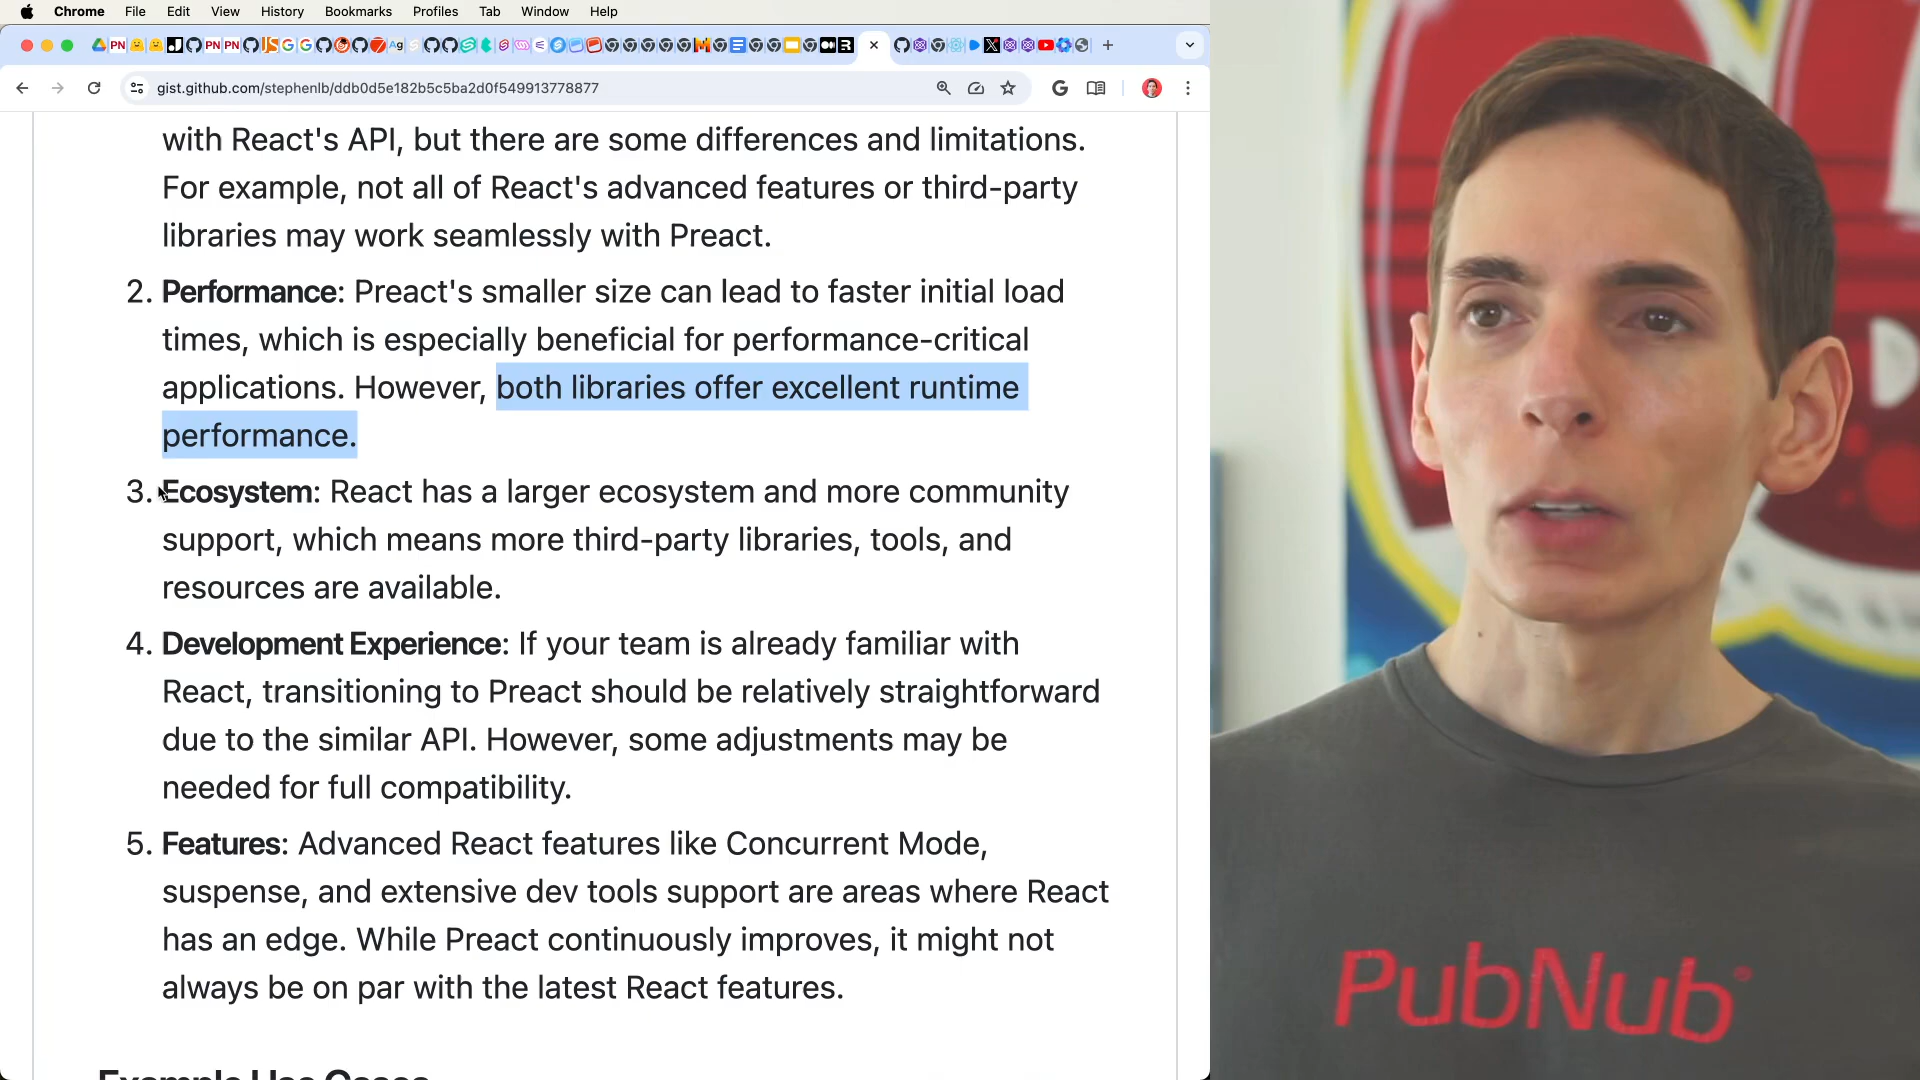 Chrome File Edit View History Bookmarks Profiles Tab Window Help
gist.github.com/stephenlb/ddb0d5e182b5c5ba2d0f549913778877
with React's API, but there are some differences and limitations.
For example, not all of React's advanced features or third-party
libraries may work seamlessly with Preact.
2. Performance: Preact's smaller size can lead to faster initial load
times, which is especially beneficial for performance-critical
applications. However, both libraries offer excellent runtime
performance.
3. Ecosystem: React has a larger ecosystem and more community
support, which means more third-party libraries, tools, and
resources are available.
4. Development Experience: If your team is already familiar with
React, transitioning to Preact should be relatively straightforward
due to the similar API. However, some adjustments may be
needed for full compatibility.
5. Features: Advanced React features like Concurrent Mode,
suspense, and extensive dev tools support are areas where React
has an edge. While Preact continuously improves, it might not
always be on par with the latest React features.
Example Use Cases
PubNub